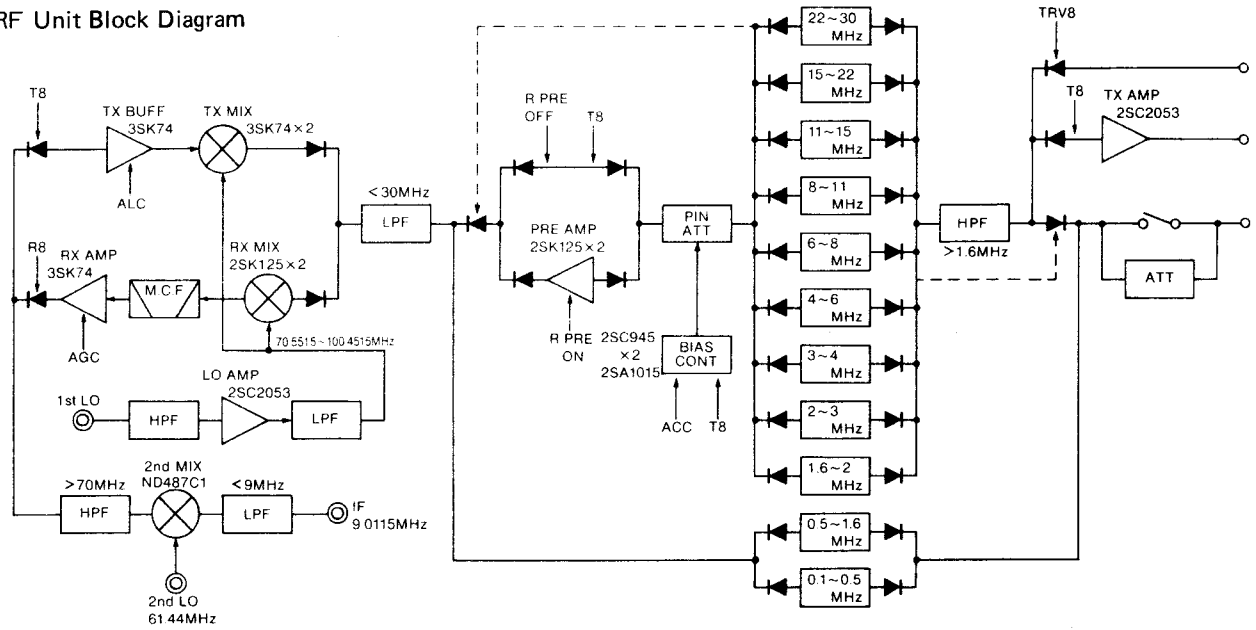 RF Unit Block Diagram
T8
TX BUFF
3SK74
ALC
TX MIX
3SK74×2
R8
RX AMP
3SK74
AGC
M.C.F
RX MIX
2SK125×2
70.5515~100.4515MHz
<30MHz
LPF
1st LO
HPF
LO AMP
2SC2053
LPF
>70MHz
HPF
2nd MIX
ND487C1
<9MHz
LPF
IF
9.0115MHz
2nd LO
61.44MHz
R PRE
OFF
T8
PRE AMP
2SK125×2
R PRE
ON
PIN
ATT
2SC945
×2
2SA1015
BIAS
CONT
ACC
T8
22~30
MHz
15~22
MHz
11~15
MHz
8~11
MHz
6~8
MHz
4~6
MHz
3~4
MHz
2~3
MHz
1.6~2
MHz
0.5~1.6
MHz
0.1~0.5
MHz
HPF
>1.6MHz
TRV8
T8
TX AMP
2SC2053
ATT